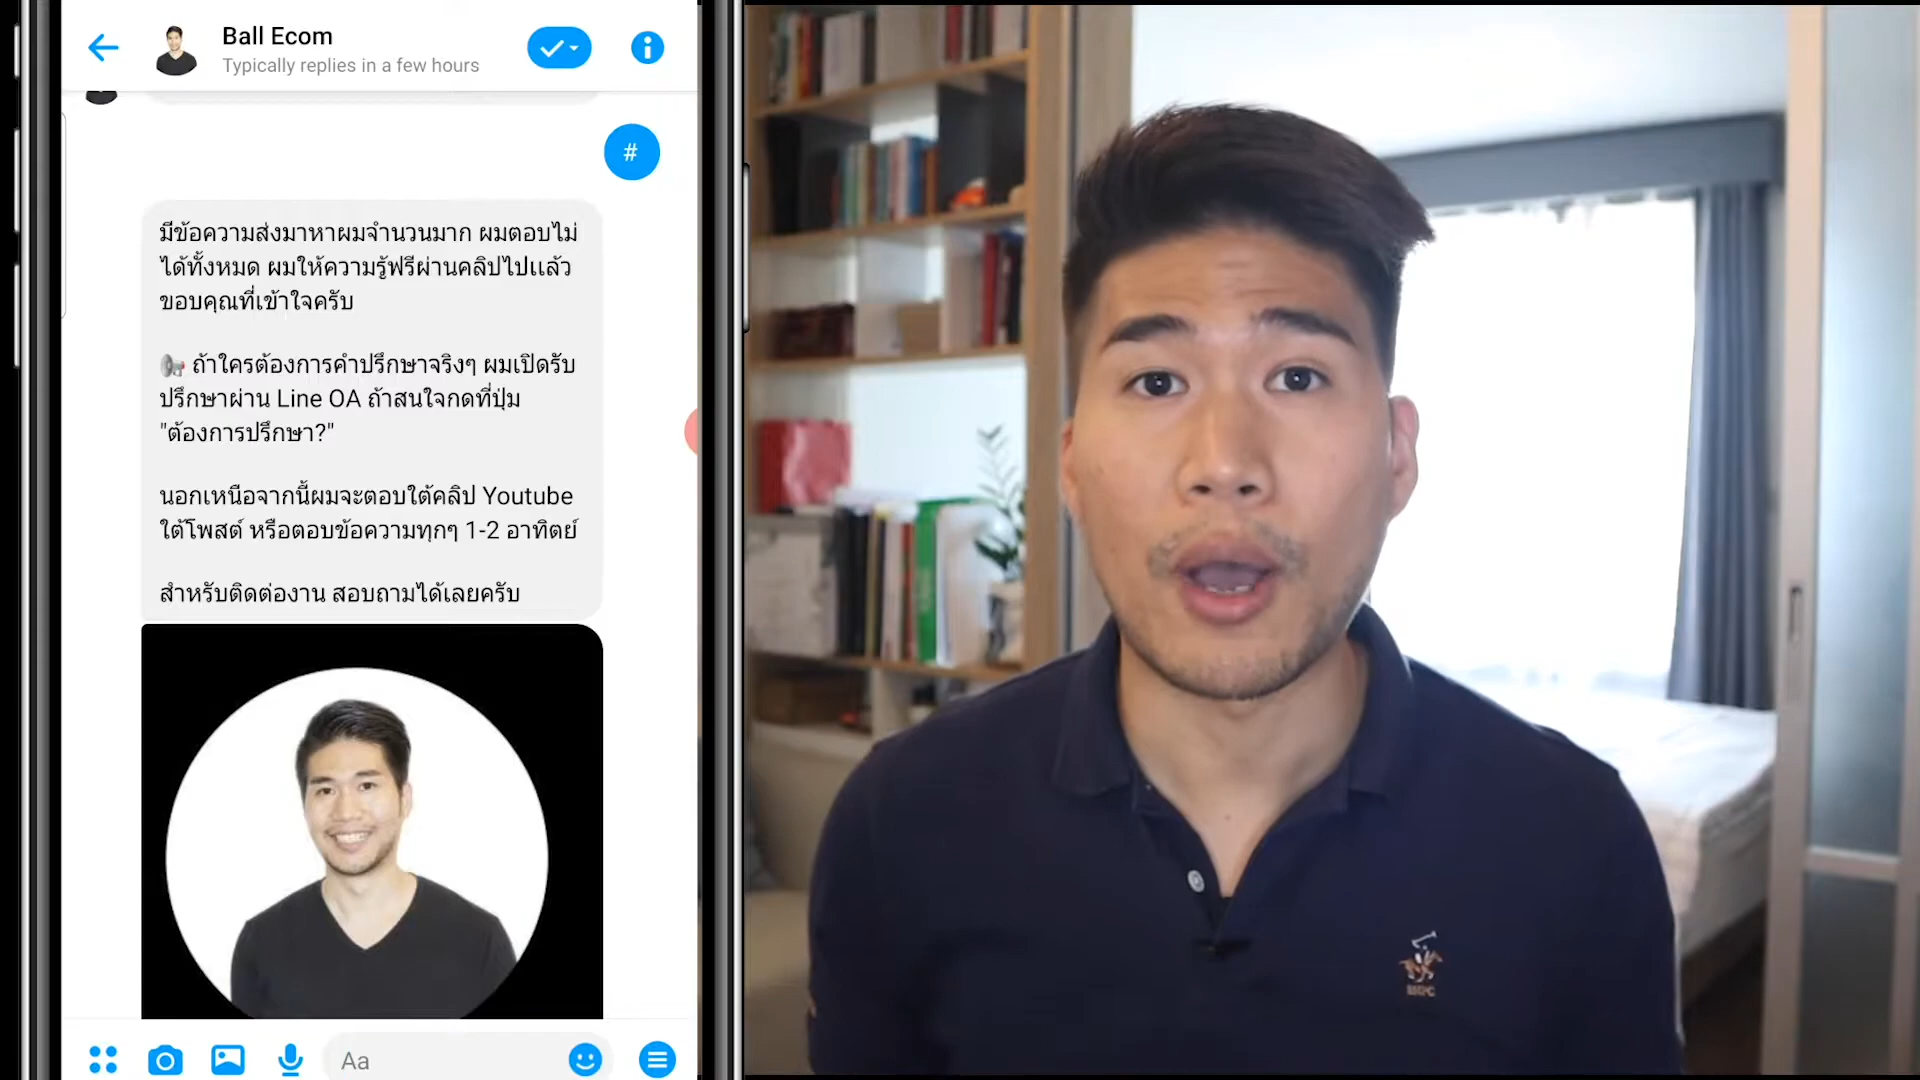 Ball Ecom
Typically replies in a few hours
#
มีข้อความส่งมาหาผมจำนวนมาก ผมตอบไม่
ได้ทั้งหมด ผมให้ความรู้ฟรีผ่านคลิปไปแล้ว
ขอบคุณที่เข้าใจครับ
ถ้าใครต้องการคำปรึกษาจริงๆ ผมเปิดรับ
ปรึกษาผ่าน Line OA ถ้าสนใจกดที่ปุ่ม
"ต้องการปรึกษา?"
นอกเหนือจากนี้ผมจะตอบใต้คลิป Youtube
ใต้โพสต์ หรือตอบข้อความทุกๆ 1-2 อาทิตย์
สำหรับติดต่องาน สอบถามได้เลยครับ
Aa